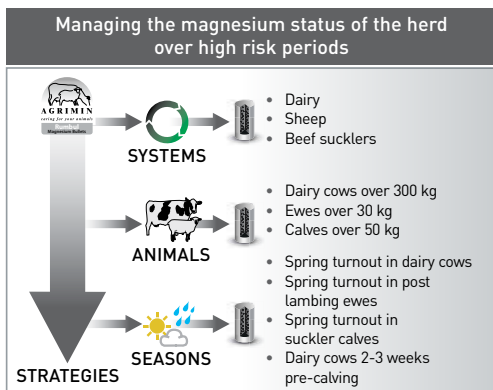 Managing the magnesium status of the herd
over high risk periods
AGRIMIN
caring for your animals
Rumbul
Magnesium Bullets
SYSTEMS
• Dairy
• Sheep
• Beef sucklers
ANIMALS
• Dairy cows over 300 kg
• Ewes over 30 kg
• Calves over 50 kg
SEASONS
• Spring turnout in dairy cows
• Spring turnout in post
lambing ewes
• Spring turnout in
suckler calves
• Dairy cows 2-3 weeks
pre-calving
STRATEGIES